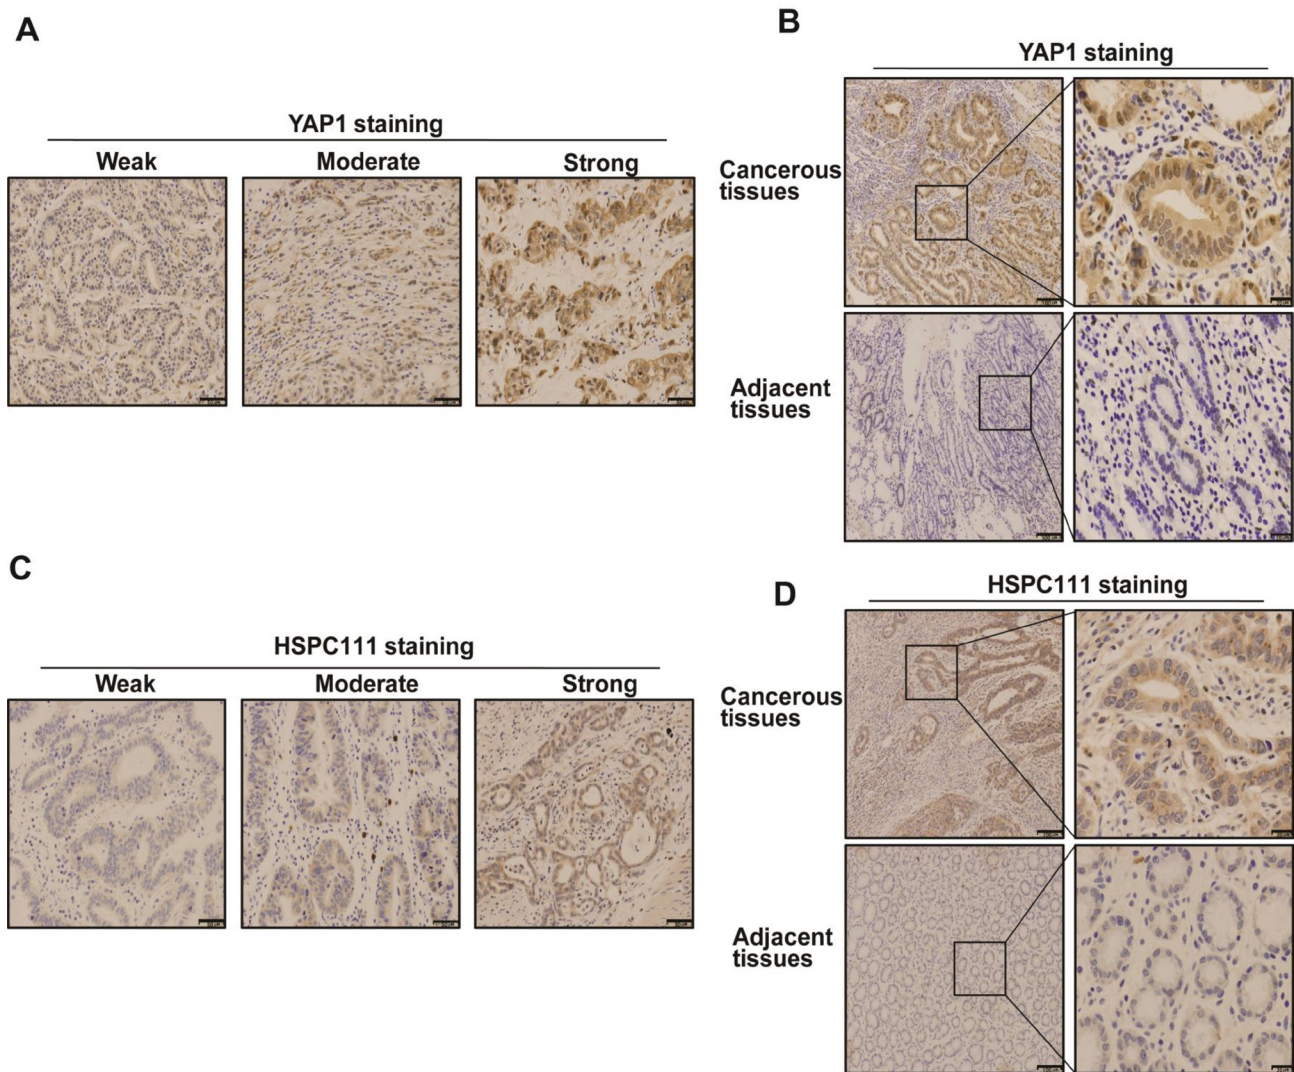 A
YAP1 staining
Weak
Moderate
Strong
B
YAP1 staining
Cancerous
tissues
Adjacent
tissues
C
HSPC111 staining
Weak
Moderate
Strong
D
HSPC111 staining
Cancerous
tissues
Adjacent
tissues